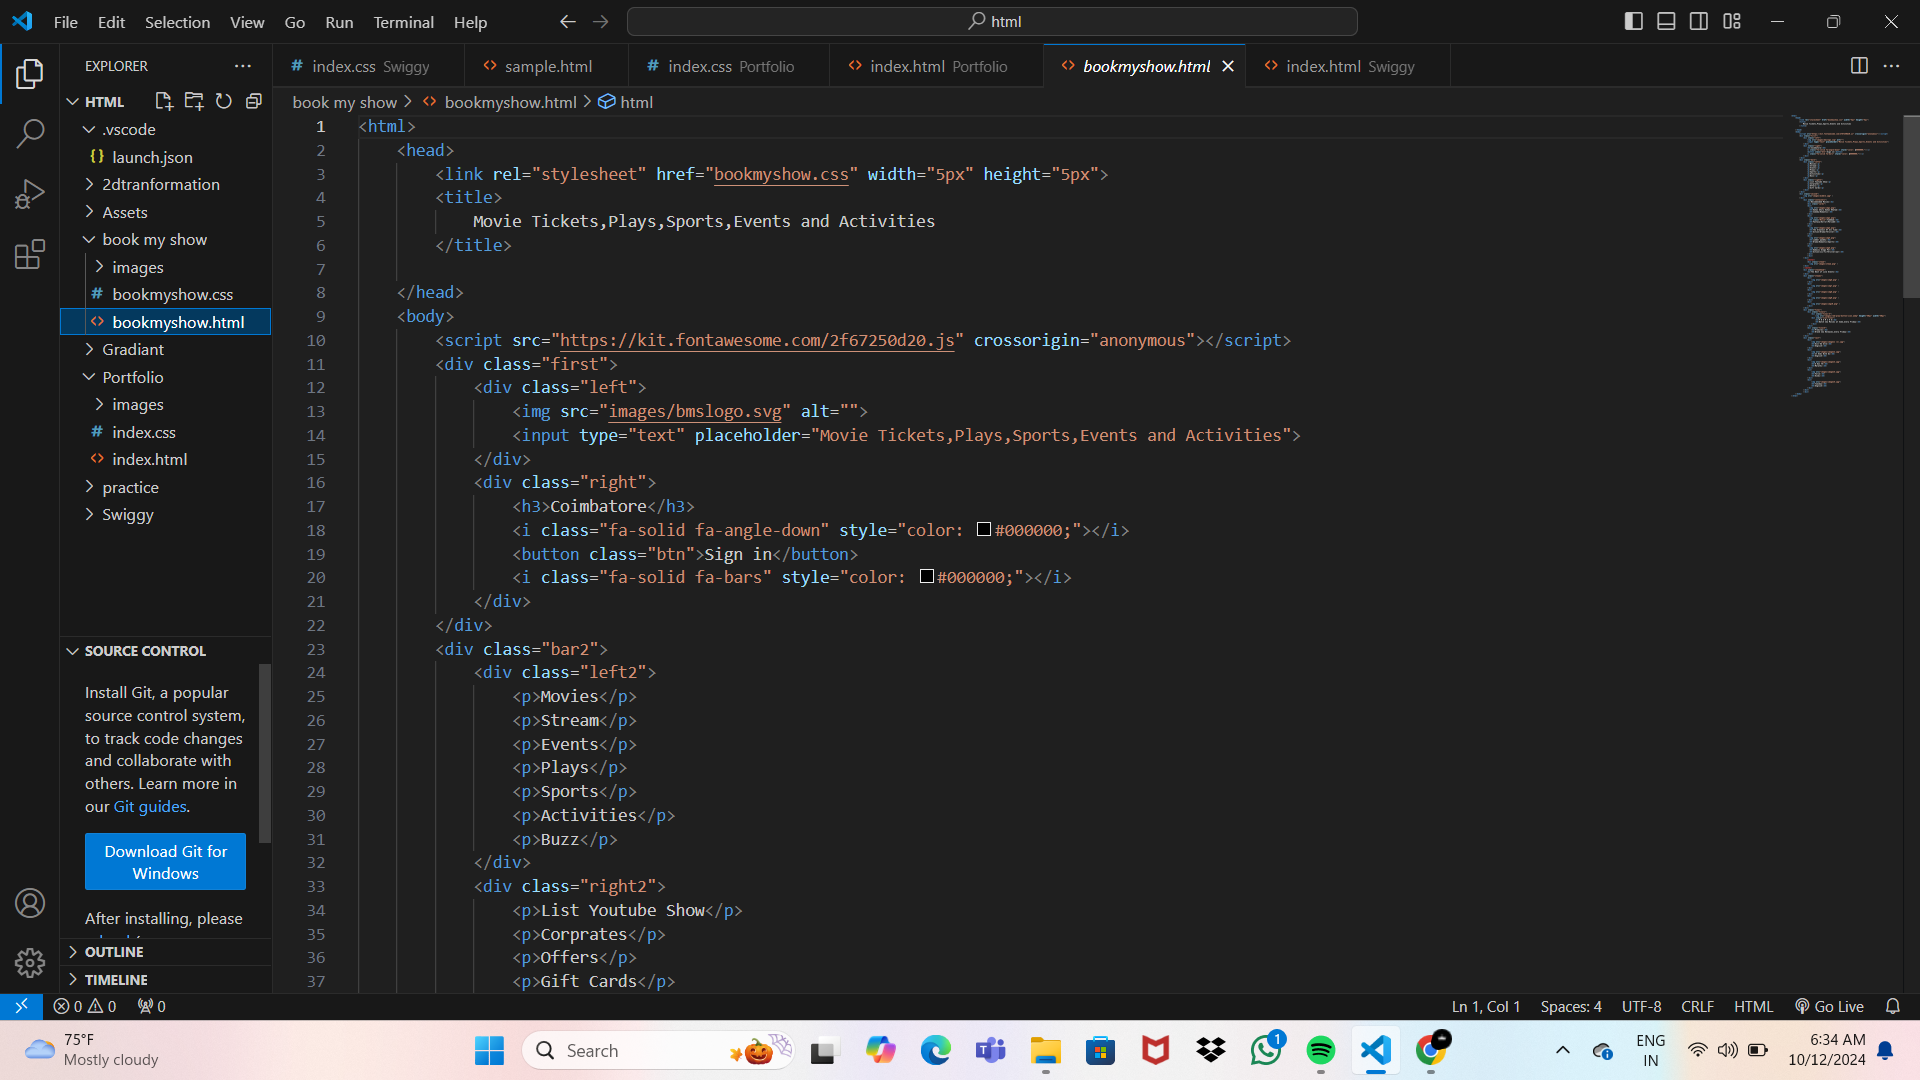 File Edit Selection View Go Run Terminal Help
html
EXPLORER
index.css Swiggy
sample.html
index.css Portfolio
index.html Portfolio
bookmyshow.html
index.html Swiggy
HTML
.vscode
launch.json
2dtranformation
Assets
book my show
images
bookmyshow.css
bookmyshow.html
Gradiant
Portfolio
images
index.css
index.html
practice
Swiggy
SOURCE CONTROL
Install Git, a popular
source control system,
to track code changes
and collaborate with
others. Learn more in
our Git guides.
Download Git for
Windows
After installing, please
OUTLINE
TIMELINE
book my show > bookmyshow.html > html
1 <html>
2 <head>
3 <link rel="stylesheet" href="bookmyshow.css" width="5px" height="5px">
4 <title>
5 Movie Tickets,Plays,Sports,Events and Activities
6 </title>
7
8 </head>
9 <body>
10 <script src="https://kit.fontawesome.com/2f67250d20.js" crossorigin="anonymous"></script>
11 <div class="first">
12 <div class="left">
13 <img src="images/bmslogo.svg" alt="">
14 <input type="text" placeholder="Movie Tickets,Plays,Sports,Events and Activities">
15 </div>
16 <div class="right">
17 <h3>Coimbatore</h3>
18 <i class="fa-solid fa-angle-down" style="color: #000000;"></i>
19 <button class="btn">Sign in</button>
20 <i class="fa-solid fa-bars" style="color: #000000;"></i>
21 </div>
22 </div>
23 <div class="bar2">
24 <div class="left2">
25 <p>Movies</p>
26 <p>Stream</p>
27 <p>Events</p>
28 <p>Plays</p>
29 <p>Sports</p>
30 <p>Activities</p>
31 <p>Buzz</p>
32 </div>
33 <div class="right2">
34 <p>List Youtube Show</p>
35 <p>Corprates</p>
36 <p>Offers</p>
37 <p>Gift Cards</p>
0 0 0
Ln 1, Col 1 Spaces: 4 UTF-8 CRLF HTML Go Live
75°F
Mostly cloudy
Search
1
ENG
IN
6:34 AM
10/12/2024